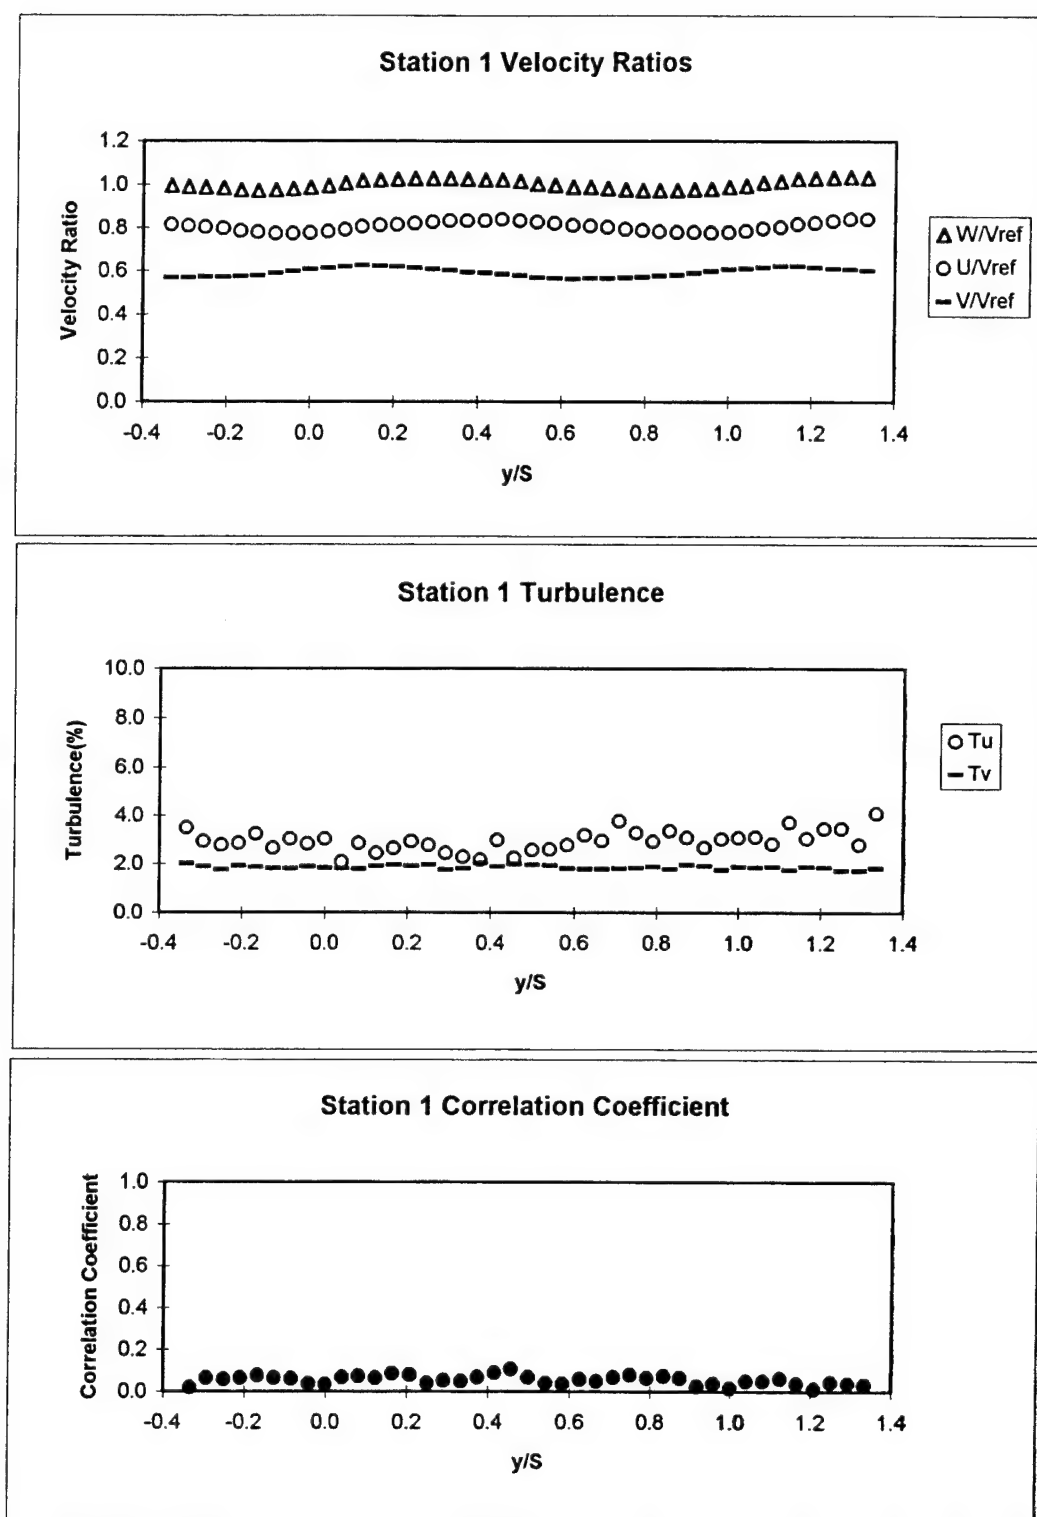 Station 1 Velocity Ratios
1.2
1.0
0.8
0.6
0.4
0.2
0.0
Velocity Ratio
-0.4 -0.2 0.0 0.2 0.4 0.6 0.8 1.0 1.2 1.4
y/S
W/Vref
U/Vref
V/Vref
Station 1 Turbulence
10.0
8.0
6.0
4.0
2.0
0.0
Turbulence(%)
-0.4 -0.2 0.0 0.2 0.4 0.6 0.8 1.0 1.2 1.4
y/S
Tu
Tv
Station 1 Correlation Coefficient
1.0
0.8
0.6
0.4
0.2
0.0
Correlation Coefficient
-0.4 -0.2 0.0 0.2 0.4 0.6 0.8 1.0 1.2 1.4
y/S